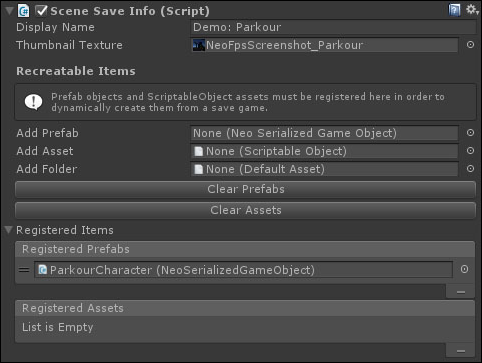 Scene Save Info (Script)
Display Name Demo: Parkour
Thumbnail Texture NeoFpsScreenshot_Parkour
Recreatable Items
Prefab objects and ScriptableObject assets must be registered here in order to
dynamically create them from a save game.
Add Prefab None (Neo Serialized Game Object)
Add Asset None (Scriptable Object)
Add Folder None (Default Asset)
Clear Prefabs
Clear Assets
Registered Items
Registered Prefabs
ParkourCharacter (NeoSerializedGameObject)
Registered Assets
List is Empty